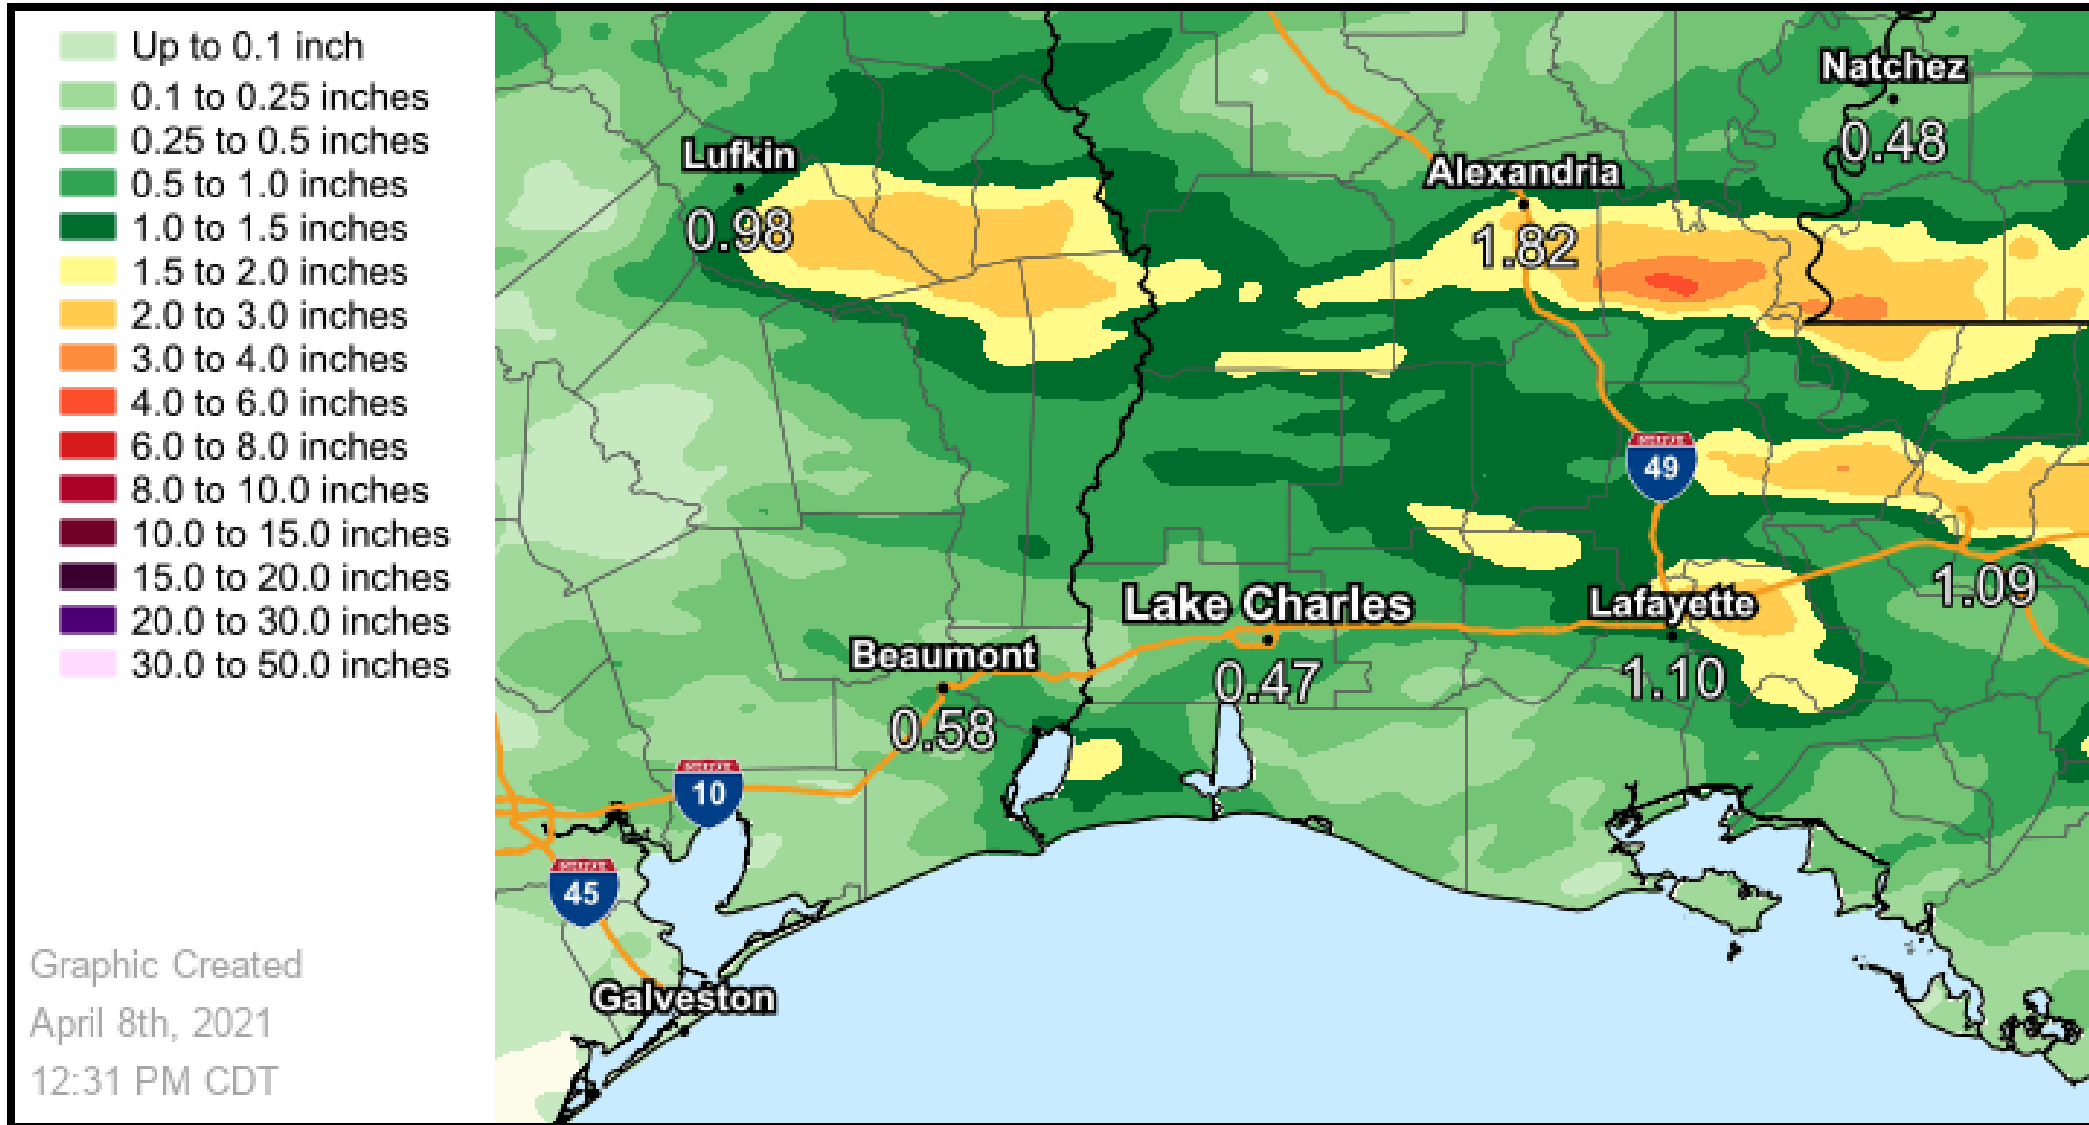 Up to 0.1 inch
0.1 to 0.25 inches
0.25 to 0.5 inches
0.5 to 1.0 inches
1.0 to 1.5 inches
1.5 to 2.0 inches
2.0 to 3.0 inches
3.0 to 4.0 inches
4.0 to 6.0 inches
6.0 to 8.0 inches
8.0 to 10.0 inches
10.0 to 15.0 inches
15.0 to 20.0 inches
20.0 to 30.0 inches
30.0 to 50.0 inches
Graphic Created
April 8th, 2021
12:31 PM CDT
Natchez
0.48
Lufkin
0.98
Alexandria
1.82
49
1.09
Lake Charles
0.47
Lafayette
1.10
Beaumont
0.58
10
45
Galveston